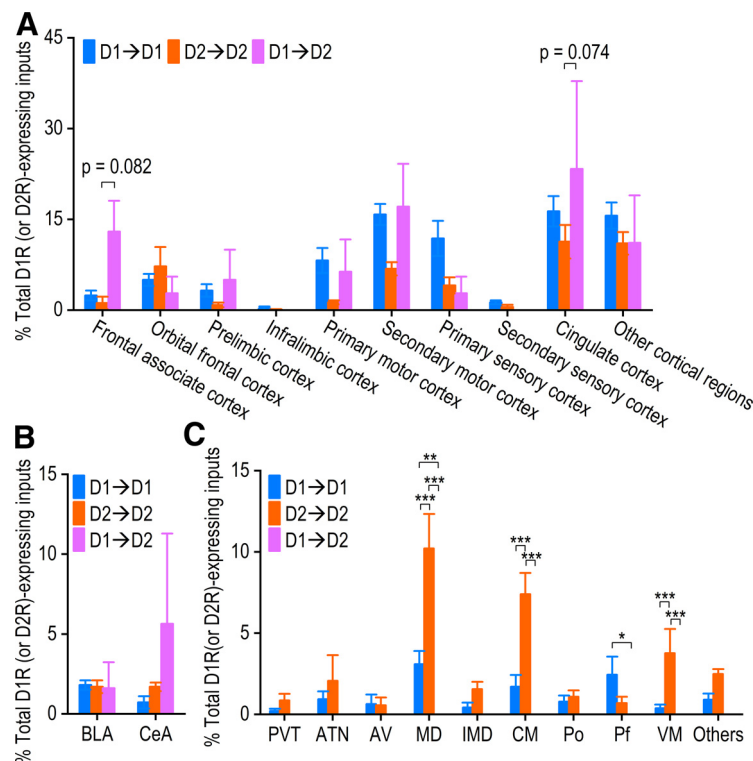 A
% Total D1R (or D2R)-expressing inputs
45
30
15
0
D1→D1 D2→D2 D1→D2
p = 0.082
p = 0.074
Frontal associate cortex
Orbital frontal cortex
Prelimbic cortex
Infralimbic cortex
Primary motor cortex
Secondary motor cortex
Primary sensory cortex
Secondary sensory cortex
Cingulate cortex
Other cortical regions
B
% Total D1R (or D2R)-expressing inputs
15
10
5
0
D1→D1
D2→D2
D1→D2
BLA CeA
C
% Total D1R(or D2R)-expressing inputs
15
10
5
0
D1→D1
D2→D2
D1→D2
**
***
***
***
***
*
***
***
PVT ATN AV MD IMD CM Po Pf VM Others